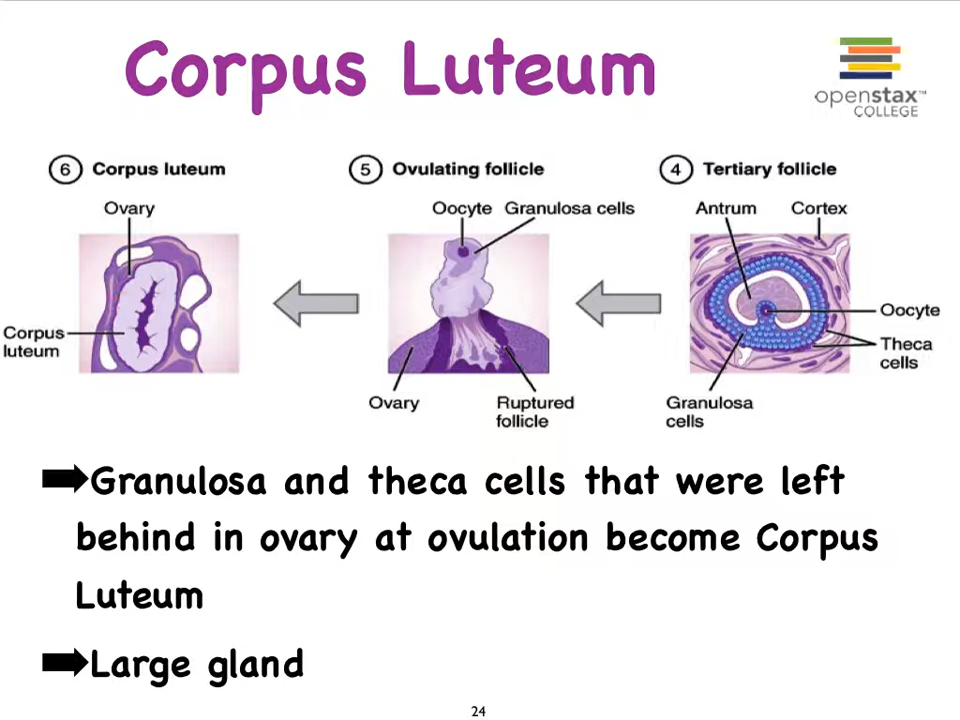 Corpus Luteum
openstax™
COLLEGE
6 Corpus luteum
5 Ovulating follicle
4 Tertiary follicle
Ovary
Oocyte Granulosa cells
Antrum Cortex
Corpus
luteum
Oocyte
Theca
cells
Ovary
Ruptured
follicle
Granulosa
cells
Granulosa and theca cells that were left
behind in ovary at ovulation become Corpus
Luteum
Large gland
24